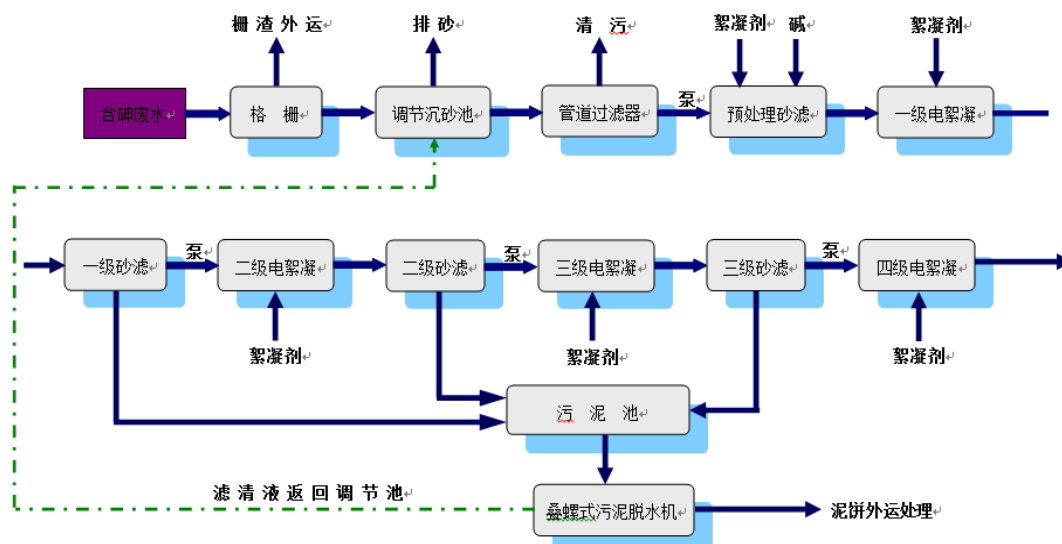 栅渣外运
排砂
清污
絮凝剂
碱
絮凝剂
含砷废水
格栅
调节沉砂池
管道过滤器
泵
预处理砂滤
一级电絮凝
一级砂滤
泵
二级电絮凝
二级砂滤
泵
三级电絮凝
三级砂滤
泵
四级电絮凝
絮凝剂
絮凝剂
絮凝剂
污泥池
滤清液返回调节池
叠螺式污泥脱水机
泥饼外运处理